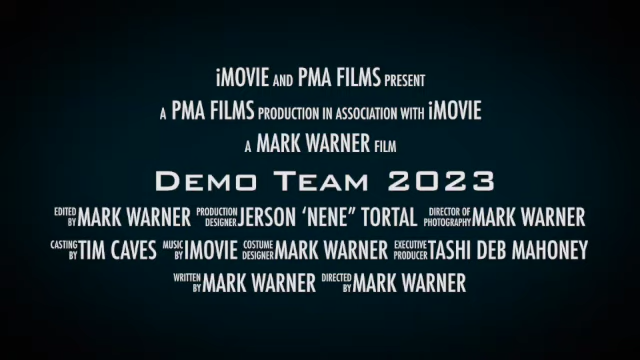 iMOVIE AND PMA FILMS PRESENT
A PMA FILMS PRODUCTION IN ASSOCIATION WITH iMOVIE
A MARK WARNER FILM
DEMO TEAM 2023
EDITED BY MARK WARNER PRODUCTION DESIGNER JERSON ‘NENE” TORTAL DIRECTOR OF PHOTOGRAPHY MARK WARNER
CASTING BY TIM CAVES MUSIC BY IMOVIE COSTUME DESIGNER MARK WARNER EXECUTIVE PRODUCER TASHI DEB MAHONEY
WRITTEN BY MARK WARNER DIRECTED BY MARK WARNER